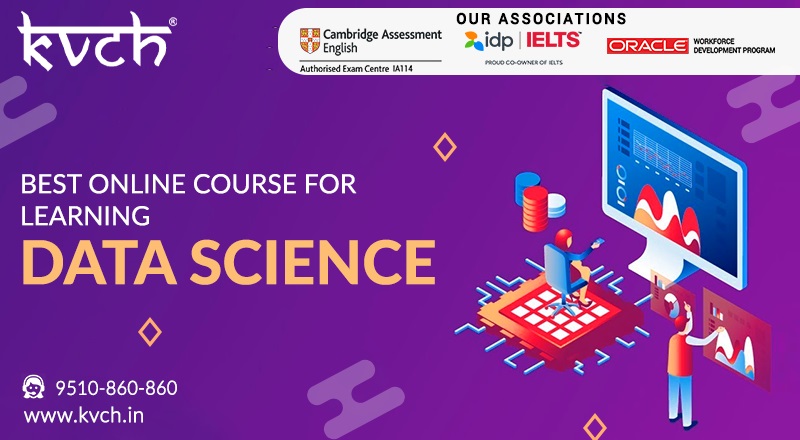 kvch®
OUR ASSOCIATIONS
Cambridge Assessment
English
Authorised Exam Centre IA114
idp | IELTS™
PROUD CO-OWNER OF IELTS
ORACLE
WORKFORCE
DEVELOPMENT PROGRAM
BEST ONLINE COURSE FOR
LEARNING
DATA SCIENCE
9510-860-860
www.kvch.in